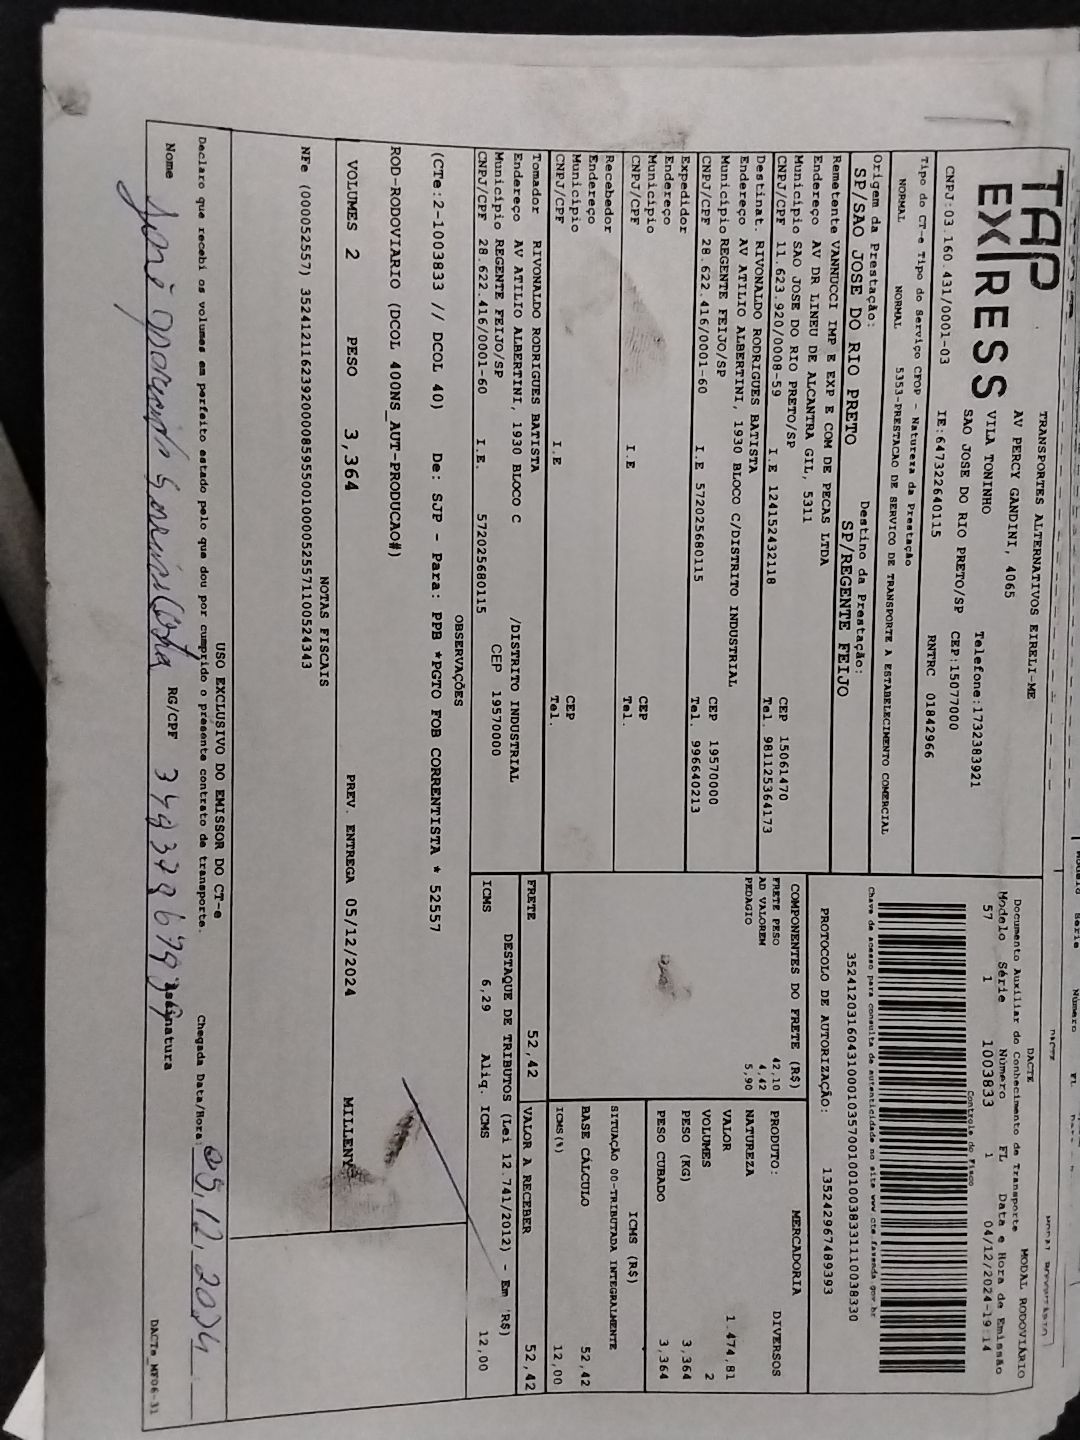 TAP
EXPRESS
TRANSPORTES ALTERNATIVOS EIRELI-ME
AV PERCY GANDINI, 4065
VILA TONINHO Telefone:1732383921
SAO JOSE DO RIO PRETO/SP CEP:15077000
CNPJ:03.160.431/0001-03 IE:647322640115 RNTRC 01842966
Tipo do CT-e Tipo do Serviço CFOP - Natureza da Prestação
NORMAL NORMAL 5353-PRESTACAO DE SERVICO DE TRANSPORTE A ESTABELECIMENTO COMERCIAL
Origem da Prestação: Destino da Prestação:
SP/SAO JOSE DO RIO PRETO SP/REGENTE FEIJO
Remetente VANNUCCI IMP E EXP E COM DE PECAS LTDA
Endereço AV DR LINEU DE ALCANTRA GIL, 5311
Município SAO JOSE DO RIO PRETO/SP CEP 15061470
CNPJ/CPF 11.623.920/0008-59 I.E 124152432118 Tel. 981125364173
Destinat. RIVONALDO RODRIGUES BATISTA
Endereço AV ATILIO ALBERTINI, 1930 BLOCO C/DISTRITO INDUSTRIAL
Município REGENTE FEIJO/SP CEP 19570000
CNPJ/CPF 28.622.416/0001-60 I.E 572025680115 Tel. 996640213
Expedidor
Endereço
Município CEP
CNPJ/CPF I.E Tel.
Recebedor
Endereço
Município CEP
CNPJ/CPF I.E Tel.
Tomador RIVONALDO RODRIGUES BATISTA
Endereço AV ATILIO ALBERTINI, 1930 BLOCO C /DISTRITO INDUSTRIAL
Município REGENTE FEIJO/SP CEP 19570000
CNPJ/CPF 28.622.416/0001-60 I.E. 572025680115
DACTE MODAL RODOVIÁRIO
Documento Auxiliar do Conhecimento de Transporte
Modelo Série Número FL Data e Hora de Emissão
57 1 1003833 1 04/12/2024-19:14
Controle do Fisco
35241203160431000103570010010038331110038330
Chave de acesso para consulta de autenticidade no site www.cte.fazenda.gov.br
PROTOCOLO DE AUTORIZAÇÃO: 135242967489393
COMPONENTES DO FRETE (R$)
FRETE PESO 42,10
AD VALOREM 4,42
PEDAGIO 5,90
MERCADORIA
PRODUTO: DIVERSOS
NATUREZA
VALOR 1.474,81
VOLUMES 2
PESO (KG) 3,364
PESO CUBADO 3,364
ICMS (R$)
SITUAÇÃO 00-TRIBUTADA INTEGRALMENTE
BASE CÁLCULO 52,42
ICMS(%) 12,00
FRETE 52,42 VALOR A RECEBER 52,42
DESTAQUE DE TRIBUTOS (Lei 12 741/2012) - Em R$)
ICMS 6,29 Aliq. ICMS 12,00
OBSERVAÇÕES
(CTe:2-1003833 // DCOL 40) De: SJP - Para: PPB *PGTO FOB CORRENTISTA * 52557
ROD-RODOVIARIO (DCOL 400NS_AUT-PRODUCAO#)
VOLUMES 2 PESO 3,364 PREV. ENTREGA 05/12/2024 MILLENY
NOTAS FISCAIS
NFe (000052557) 35241211623920000859550010000525571100524343
USO EXCLUSIVO DO EMISSOR DO CT-e
Declaro que recebi os volumes em perfeito estado pelo que dou por cumprido o presente contrato de transporte. Chegada Data/Hora: 05.12.2024
Nome RG/CPF Assinatura
DACTe_MF06-31